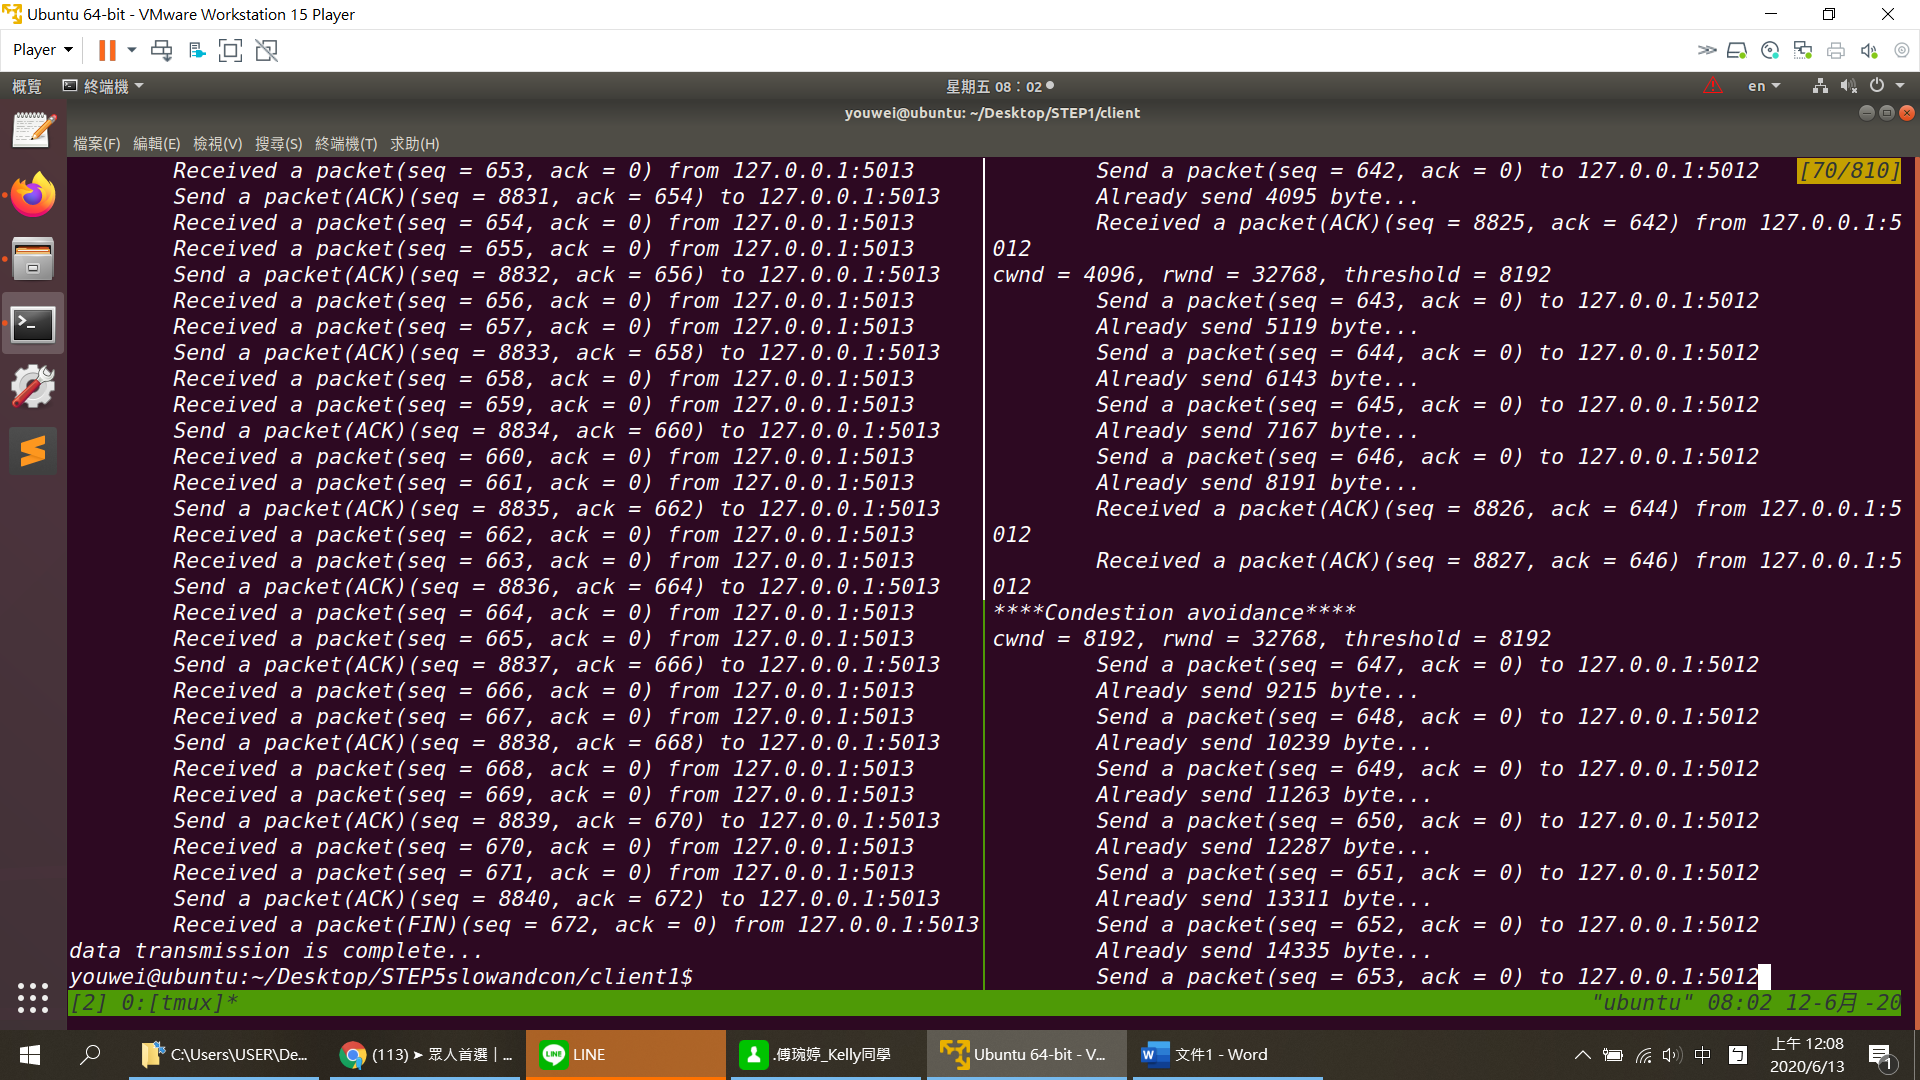 Ubuntu 64-bit - VMware Workstation 15 Player
Player
概覽
終端機
星期五 08：02
en
youwei@ubuntu: ~/Desktop/STEP1/client
檔案(F) 編輯(E) 檢視(V) 搜尋(S) 終端機(T) 求助(H)
Received a packet(seq = 653, ack = 0) from 127.0.0.1:5013
Send a packet(ACK)(seq = 8831, ack = 654) to 127.0.0.1:5013
Received a packet(seq = 654, ack = 0) from 127.0.0.1:5013
Received a packet(seq = 655, ack = 0) from 127.0.0.1:5013
Send a packet(ACK)(seq = 8832, ack = 656) to 127.0.0.1:5013
Received a packet(seq = 656, ack = 0) from 127.0.0.1:5013
Received a packet(seq = 657, ack = 0) from 127.0.0.1:5013
Send a packet(ACK)(seq = 8833, ack = 658) to 127.0.0.1:5013
Received a packet(seq = 658, ack = 0) from 127.0.0.1:5013
Received a packet(seq = 659, ack = 0) from 127.0.0.1:5013
Send a packet(ACK)(seq = 8834, ack = 660) to 127.0.0.1:5013
Received a packet(seq = 660, ack = 0) from 127.0.0.1:5013
Received a packet(seq = 661, ack = 0) from 127.0.0.1:5013
Send a packet(ACK)(seq = 8835, ack = 662) to 127.0.0.1:5013
Received a packet(seq = 662, ack = 0) from 127.0.0.1:5013
Received a packet(seq = 663, ack = 0) from 127.0.0.1:5013
Send a packet(ACK)(seq = 8836, ack = 664) to 127.0.0.1:5013
Received a packet(seq = 664, ack = 0) from 127.0.0.1:5013
Received a packet(seq = 665, ack = 0) from 127.0.0.1:5013
Send a packet(ACK)(seq = 8837, ack = 666) to 127.0.0.1:5013
Received a packet(seq = 666, ack = 0) from 127.0.0.1:5013
Received a packet(seq = 667, ack = 0) from 127.0.0.1:5013
Send a packet(ACK)(seq = 8838, ack = 668) to 127.0.0.1:5013
Received a packet(seq = 668, ack = 0) from 127.0.0.1:5013
Received a packet(seq = 669, ack = 0) from 127.0.0.1:5013
Send a packet(ACK)(seq = 8839, ack = 670) to 127.0.0.1:5013
Received a packet(seq = 670, ack = 0) from 127.0.0.1:5013
Received a packet(seq = 671, ack = 0) from 127.0.0.1:5013
Send a packet(ACK)(seq = 8840, ack = 672) to 127.0.0.1:5013
Received a packet(FIN)(seq = 672, ack = 0) from 127.0.0.1:5013
data transmission is complete...
youwei@ubuntu:~/Desktop/STEP5slowandcon/client1$
Send a packet(seq = 642, ack = 0) to 127.0.0.1:5012 [70/810]
Already send 4095 byte...
Received a packet(ACK)(seq = 8825, ack = 642) from 127.0.0.1:5
012
cwnd = 4096, rwnd = 32768, threshold = 8192
Send a packet(seq = 643, ack = 0) to 127.0.0.1:5012
Already send 5119 byte...
Send a packet(seq = 644, ack = 0) to 127.0.0.1:5012
Already send 6143 byte...
Send a packet(seq = 645, ack = 0) to 127.0.0.1:5012
Already send 7167 byte...
Send a packet(seq = 646, ack = 0) to 127.0.0.1:5012
Already send 8191 byte...
Received a packet(ACK)(seq = 8826, ack = 644) from 127.0.0.1:5
012
Received a packet(ACK)(seq = 8827, ack = 646) from 127.0.0.1:5
012
****Condestion avoidance****
cwnd = 8192, rwnd = 32768, threshold = 8192
Send a packet(seq = 647, ack = 0) to 127.0.0.1:5012
Already send 9215 byte...
Send a packet(seq = 648, ack = 0) to 127.0.0.1:5012
Already send 10239 byte...
Send a packet(seq = 649, ack = 0) to 127.0.0.1:5012
Already send 11263 byte...
Send a packet(seq = 650, ack = 0) to 127.0.0.1:5012
Already send 12287 byte...
Send a packet(seq = 651, ack = 0) to 127.0.0.1:5012
Already send 13311 byte...
Send a packet(seq = 652, ack = 0) to 127.0.0.1:5012
Already send 14335 byte...
Send a packet(seq = 653, ack = 0) to 127.0.0.1:5012
[2] 0:[tmux]* "ubuntu" 08:02 12-6月-20
C:\Users\USER\De...
(113) ➤ 眾人首選｜...
LINE
.傅琬婷_Kelly同學
Ubuntu 64-bit - V...
文件1 - Word
中
ㄅ
上午 12:08
2020/6/13
1